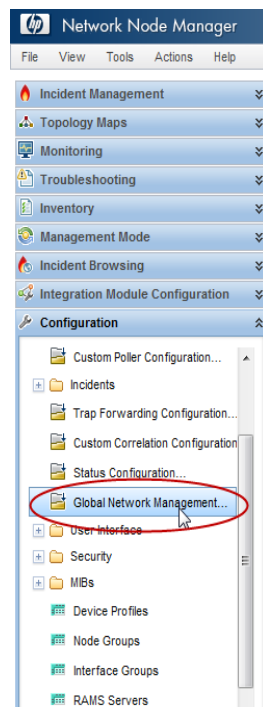 hp Network Node Manager
File View Tools Actions Help
Incident Management
Topology Maps
Monitoring
Troubleshooting
Inventory
Management Mode
Incident Browsing
Integration Module Configuration
Configuration
Custom Poller Configuration...
Incidents
Trap Forwarding Configuration...
Custom Correlation Configuration
Status Configuration...
Global Network Management...
User Interface
Security
MIBs
Device Profiles
Node Groups
Interface Groups
RAMS Servers